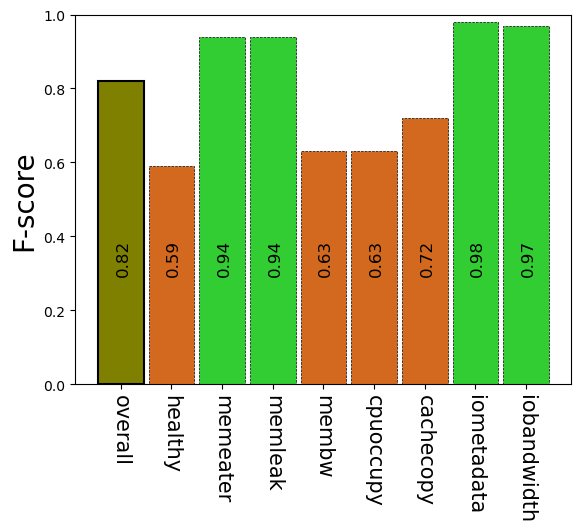 F-score
1.0
0.8
0.6
0.4
0.2
0.0
0.82
0.59
0.94
0.94
0.63
0.63
0.72
0.98
0.97
overall
healthy
memeater
memleak
membw
cpuoccupy
cachecopy
iometadata
iobandwidth